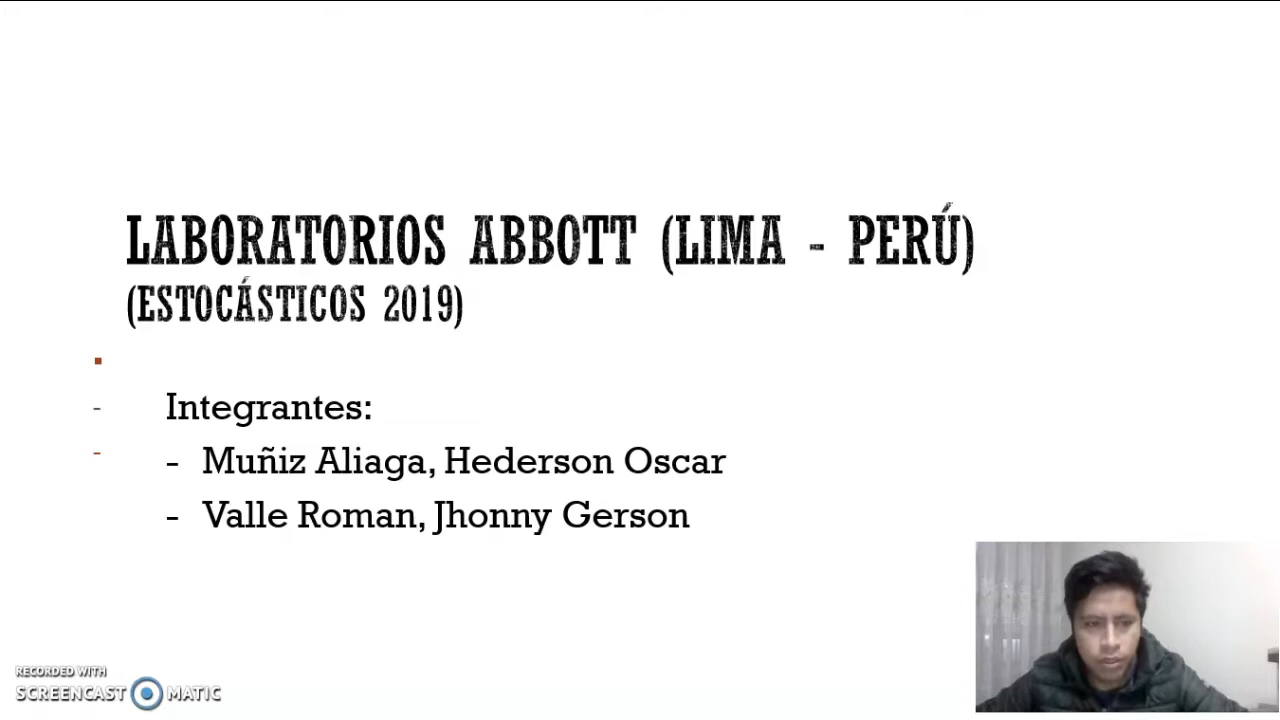 LABORATORIOS ABBOTT (LIMA - PERÚ)
(ESTOCÁSTICOS 2019)
Integrantes:
- Muñiz Aliaga, Hederson Oscar
- Valle Roman, Jhonny Gerson
RECORDED WITH
SCREENCAST MATIC